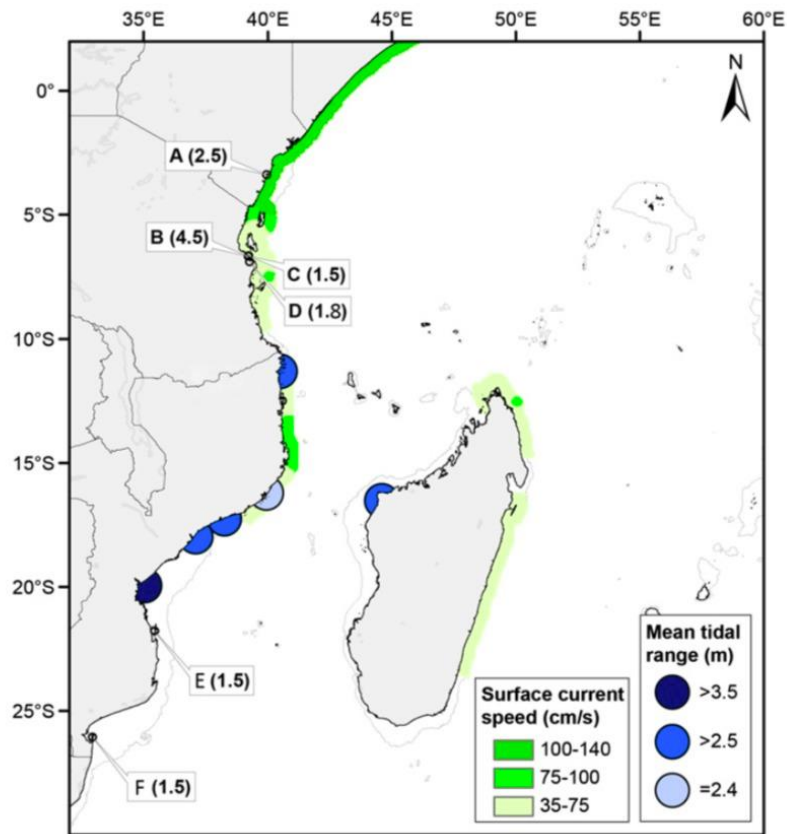 35°E 40°E 45°E 50°E 55°E 60°E
N
0°
A (2.5)
5°S
B (4.5)
C (1.5)
D (1.8)
10°S
15°S
20°S
E (1.5)
25°S
F (1.5)
Surface current
speed (cm/s)
100-140
75-100
35-75
Mean tidal
range (m)
>3.5
>2.5
=2.4